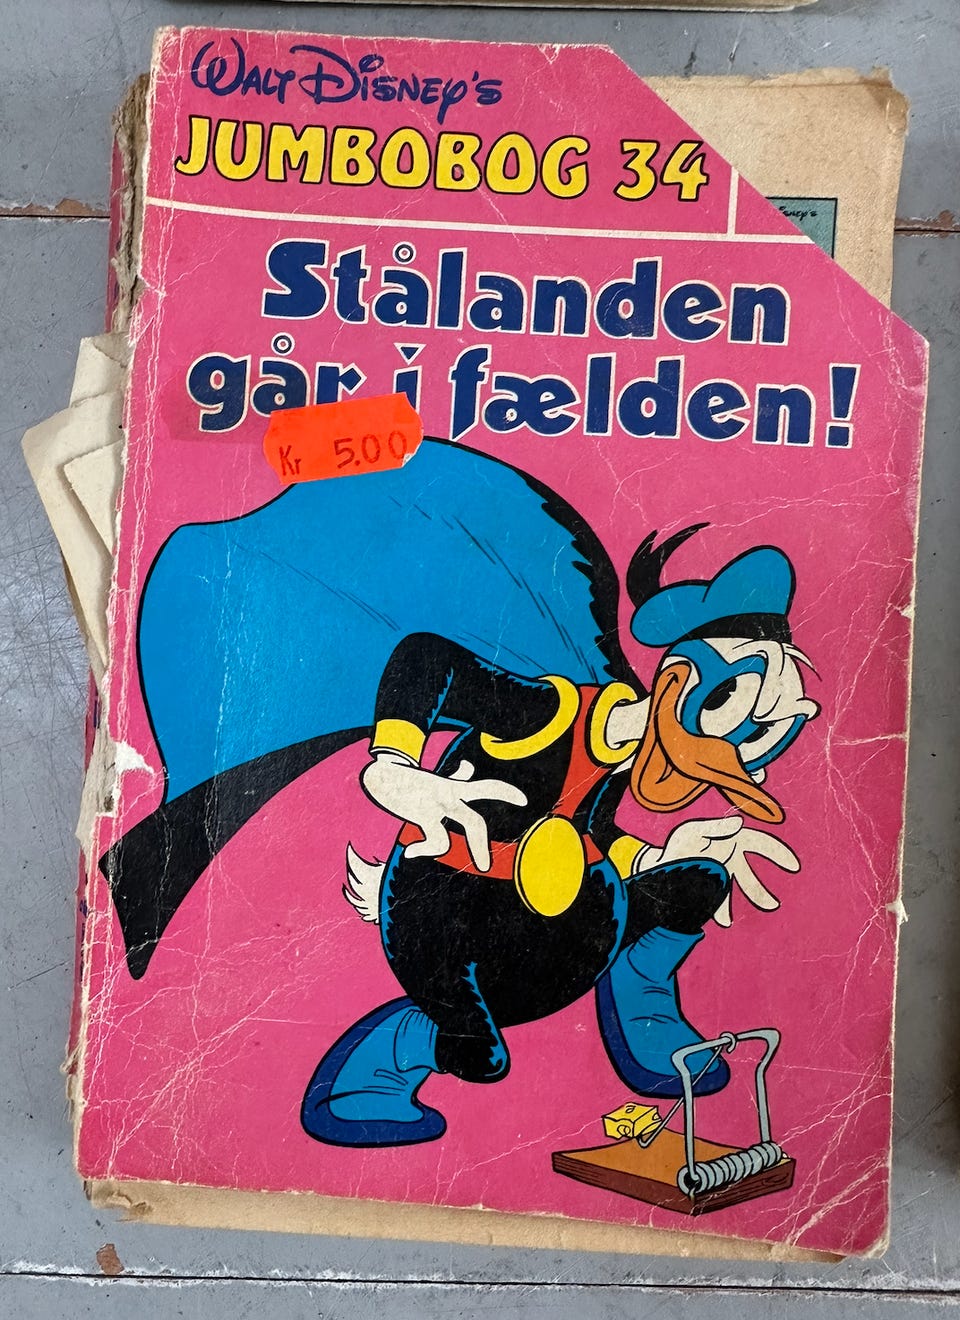 WALT DISNEY'S
JUMBOBOG 34
Stålanden
går i fælden!
Kr 5.00